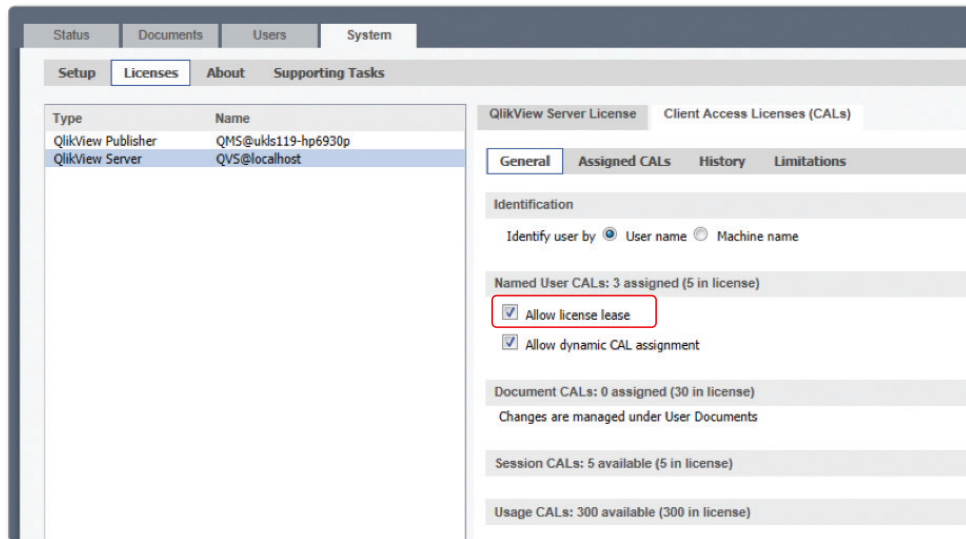 Status Documents Users System
Setup Licenses About Supporting Tasks
Type Name
QlikView Publisher QMS@ukls119-hp6930p
QlikView Server QVS@localhost
QlikView Server License Client Access Licenses (CALs)
General Assigned CALs History Limitations
Identification
Identify user by User name Machine name
Named User CALs: 3 assigned (5 in license)
Allow license lease
Allow dynamic CAL assignment
Document CALs: 0 assigned (30 in license)
Changes are managed under User Documents
Session CALs: 5 available (5 in license)
Usage CALs: 300 available (300 in license)